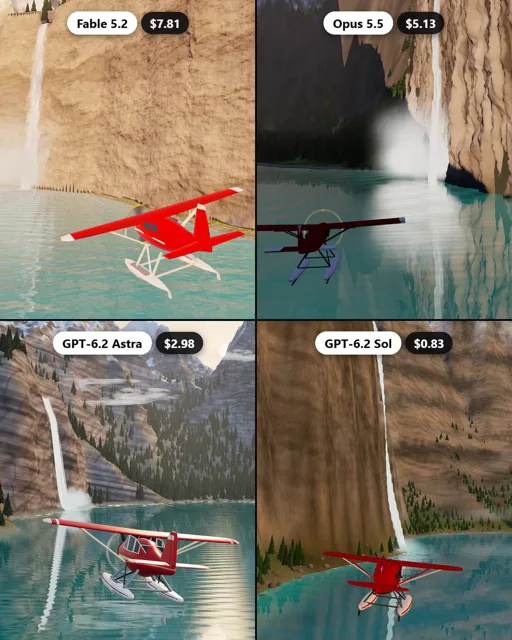 Fable 5.2 $7.81
Opus 5.5 $5.13
GPT-6.2 Astra $2.98
GPT-6.2 Sol $0.83